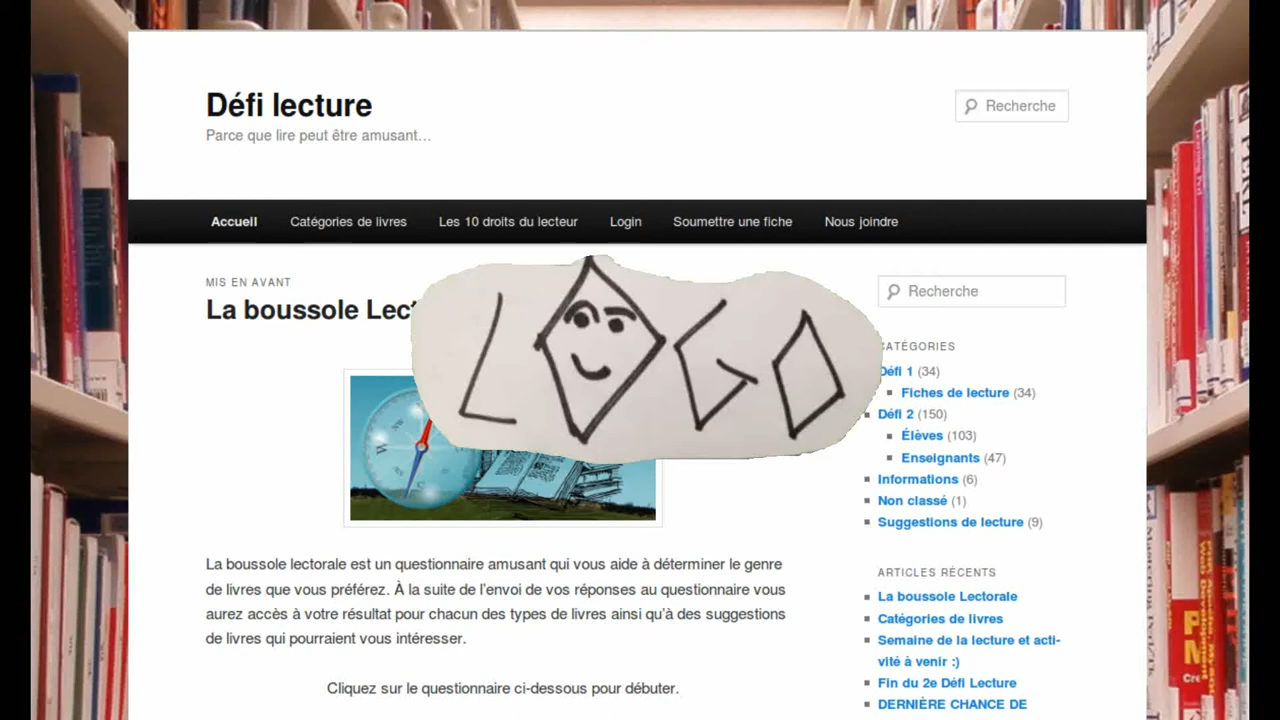 Défi lecture
Parce que lire peut être amusant…
Recherche
Accueil
Catégories de livres
Les 10 droits du lecteur
Login
Soumettre une fiche
Nous joindre
MIS EN AVANT
La boussole Lect
LOGO
La boussole lectorale est un questionnaire amusant qui vous aide à déterminer le genre
de livres que vous préférez. À la suite de l'envoi de vos réponses au questionnaire vous
aurez accès à votre résultat pour chacun des types de livres ainsi qu'à des suggestions
de livres qui pourraient vous intéresser.
Cliquez sur le questionnaire ci-dessous pour débuter.
Recherche
CATÉGORIES
Défi 1 (34)
Fiches de lecture (34)
Défi 2 (150)
Élèves (103)
Enseignants (47)
Informations (6)
Non classé (1)
Suggestions de lecture (9)
ARTICLES RÉCENTS
La boussole Lectorale
Catégories de livres
Semaine de la lecture et acti-
vité à venir :)
Fin du 2e Défi Lecture
DERNIÈRE CHANCE DE